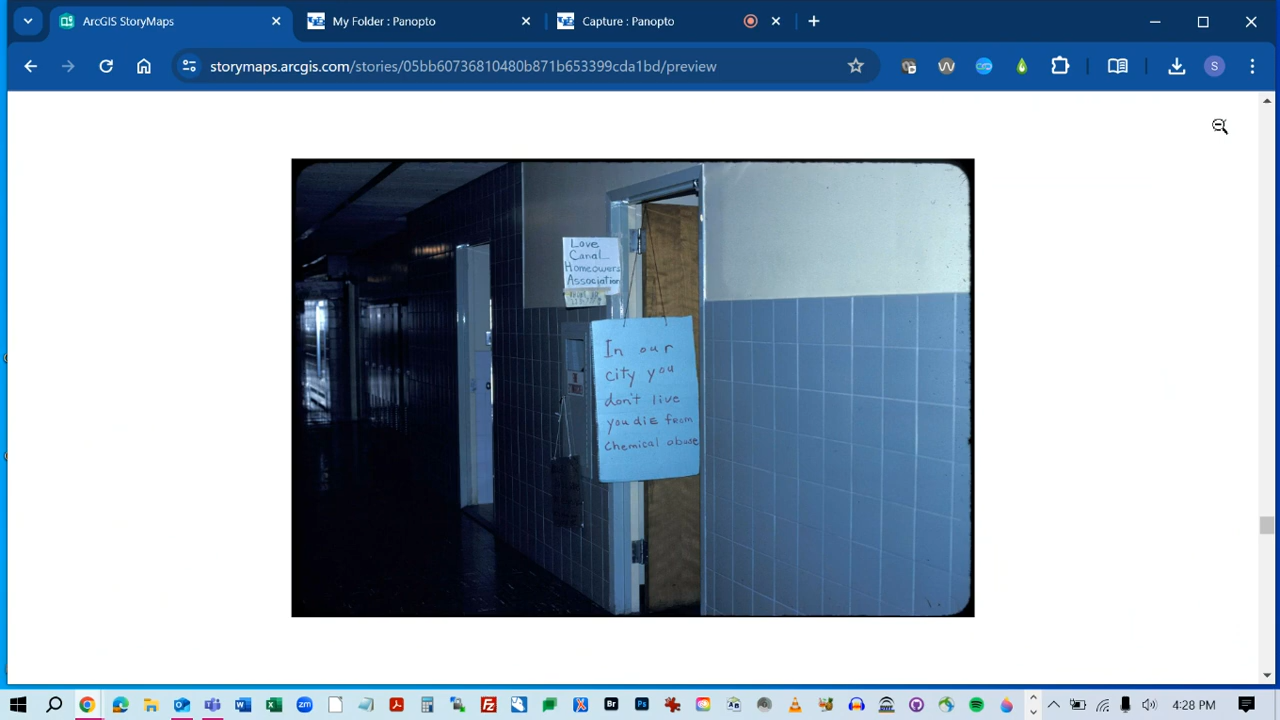 ArcGIS StoryMaps
My Folder : Panopto
Capture : Panopto
storymaps.arcgis.com/stories/05bb60736810480b871b653399cda1bd/preview
S
Love
Canal...
Homeowers
Association
In our
city you
don't live
you diE from
chemical abuse
4:28 PM